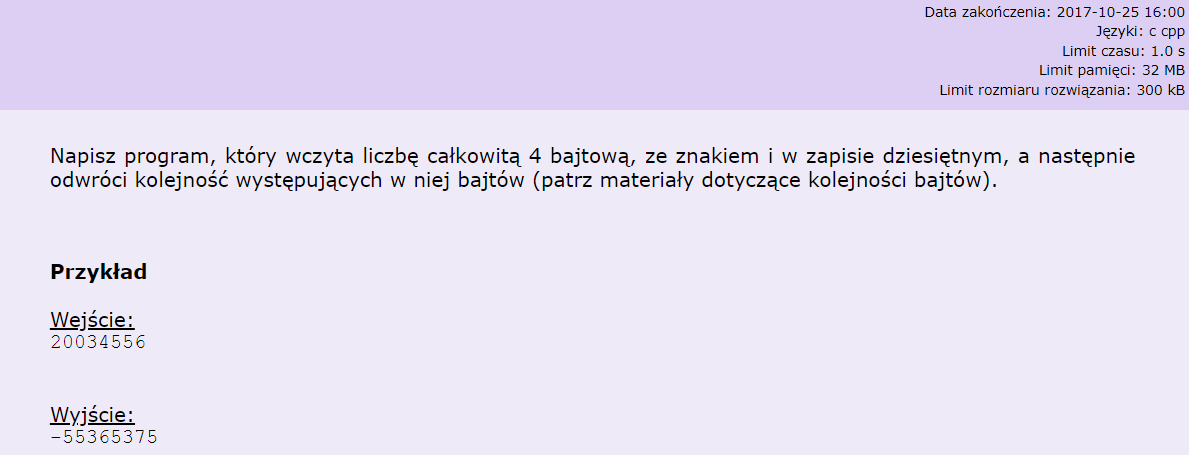 Data zakończenia: 2017-10-25 16:00
Języki: c cpp
Limit czasu: 1.0 s
Limit pamięci: 32 MB
Limit rozmiaru rozwiązania: 300 kB
Napisz program, który wczyta liczbę całkowitą 4 bajtową, ze znakiem i w zapisie dziesiętnym, a następnie
odwróci kolejność występujących w niej bajtów (patrz materiały dotyczące kolejności bajtów).
Przykład
Wejście:
20034556
Wyjście:
-55365375